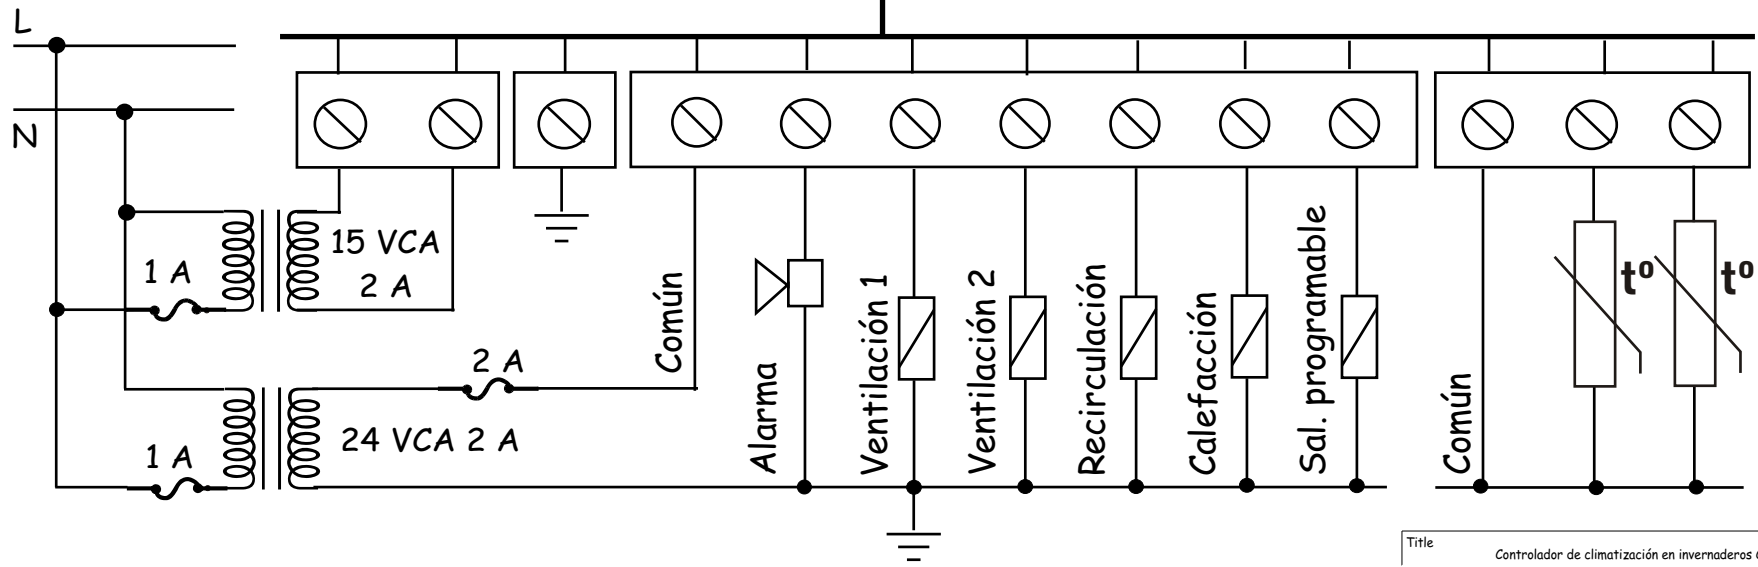 L
N
15 VCA
2 A
1 A
2 A
24 VCA 2 A
1 A
Común
Alarma
Ventilación 1
Ventilación 2
Recirculación
Calefacción
Sal. programable
Común
tº
tº
Title
Controlador de climatización en invernaderos